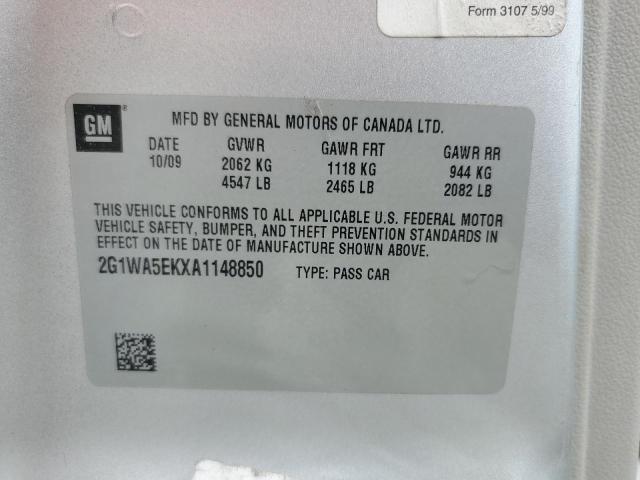 Form 3107 5/99
GM ®
MFD BY GENERAL MOTORS OF CANADA LTD.
DATE GVWR GAWR FRT GAWR RR
10/09 2062 KG 1118 KG 944 KG
4547 LB 2465 LB 2082 LB
THIS VEHICLE CONFORMS TO ALL APPLICABLE U.S. FEDERAL MOTOR
VEHICLE SAFETY, BUMPER, AND THEFT PREVENTION STANDARDS IN
EFFECT ON THE DATE OF MANUFACTURE SHOWN ABOVE.
2G1WA5EKXA1148850 TYPE: PASS CAR